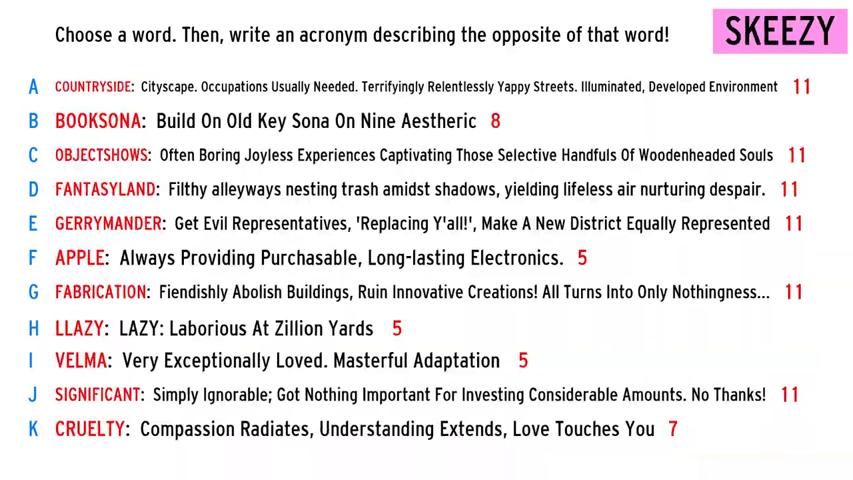 Choose a word. Then, write an acronym describing the opposite of that word!
SKEEZY
A COUNTRYSIDE: Cityscape. Occupations Usually Needed. Terrifyingly Relentlessly Yappy Streets. Illuminated, Developed Environment 11
B BOOKSONA: Build On Old Key Sona On Nine Aestheric 8
C OBJECTSHOWS: Often Boring Joyless Experiences Captivating Those Selective Handfuls Of Woodenheaded Souls 11
D FANTASYLAND: Filthy alleyways nesting trash amidst shadows, yielding lifeless air nurturing despair. 11
E GERRYMANDER: Get Evil Representatives, 'Replacing Y'all!', Make A New District Equally Represented 11
F APPLE: Always Providing Purchasable, Long-lasting Electronics. 5
G FABRICATION: Fiendishly Abolish Buildings, Ruin Innovative Creations! All Turns Into Only Nothingness... 11
H LLAZY: LAZY: Laborious At Zillion Yards 5
I VELMA: Very Exceptionally Loved. Masterful Adaptation 5
J SIGNIFICANT: Simply Ignorable; Got Nothing Important For Investing Considerable Amounts. No Thanks! 11
K CRUELTY: Compassion Radiates, Understanding Extends, Love Touches You 7